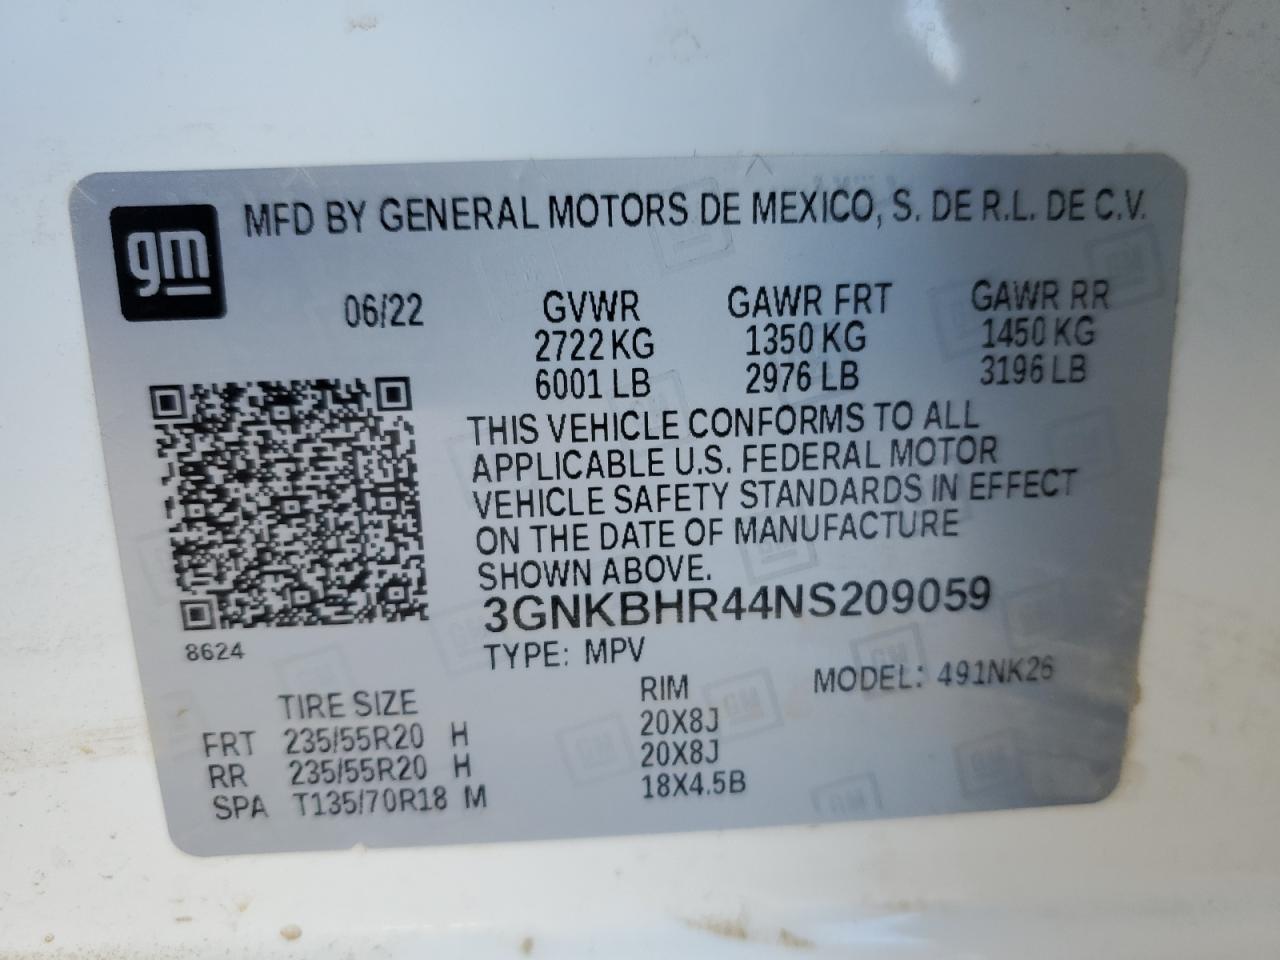 gm
MFD BY GENERAL MOTORS DE MEXICO, S. DE R.L. DE C.V.
06/22 GVWR GAWR FRT GAWR RR
2722 KG 1350 KG 1450 KG
6001 LB 2976 LB 3196 LB
THIS VEHICLE CONFORMS TO ALL
APPLICABLE U.S. FEDERAL MOTOR
VEHICLE SAFETY STANDARDS IN EFFECT
ON THE DATE OF MANUFACTURE
SHOWN ABOVE.
3GNKBHR44NS209059
8624
TYPE: MPV MODEL: 491NK26
TIRE SIZE RIM
FRT 235/55R20 H 20X8J
RR 235/55R20 H 20X8J
SPA T135/70R18 M 18X4.5B